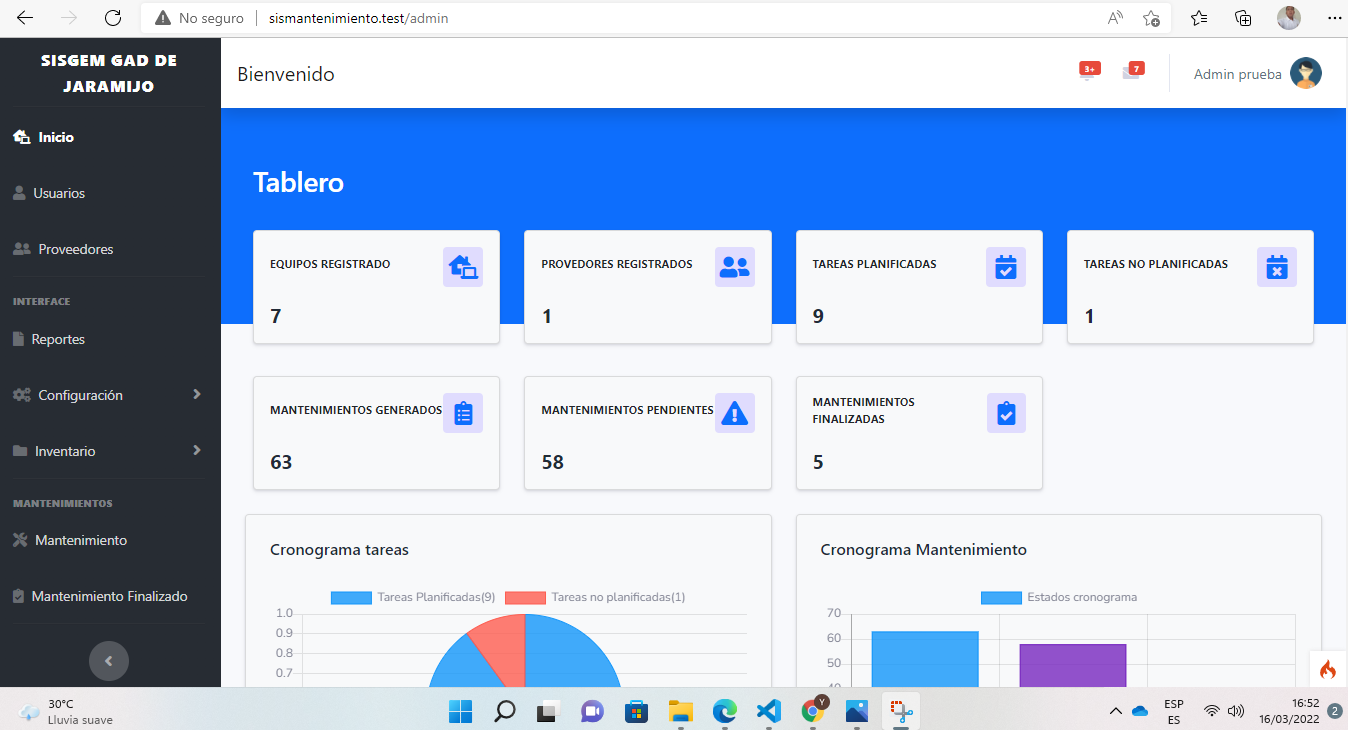 No seguro
sismantenimiento.test/admin
SISGEM GAD DE
JARAMIJO
Inicio
Usuarios
Proveedores
INTERFACE
Reportes
Configuración
Inventario
MANTENIMIENTOS
Mantenimiento
Mantenimiento Finalizado
Bienvenido
3+
7
Admin prueba
Tablero
EQUIPOS REGISTRADO
7
PROVEDORES REGISTRADOS
1
TAREAS PLANIFICADAS
9
TAREAS NO PLANIFICADAS
1
MANTENIMIENTOS GENERADOS
63
MANTENIMIENTOS PENDIENTES
58
MANTENIMIENTOS
FINALIZADAS
5
Cronograma tareas
Tareas Planificadas(9) Tareas no planificadas(1)
1.0
0.9
0.8
0.7
Cronograma Mantenimiento
Estados cronograma
70
60
50
40
30°C
Lluvia suave
Y
ESP
ES
16:52
16/03/2022
2